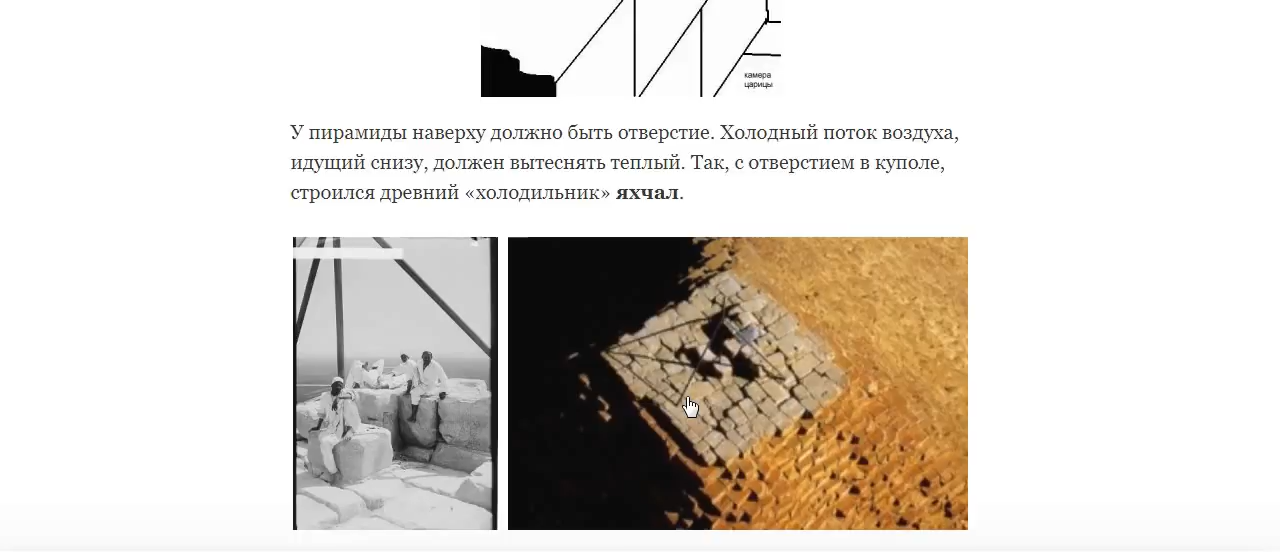 камера
царицы
У пирамиды наверху должно быть отверстие. Холодный поток воздуха,
идущий снизу, должен вытеснять теплый. Так, с отверстием в куполе,
строился древний «холодильник» яхчал.